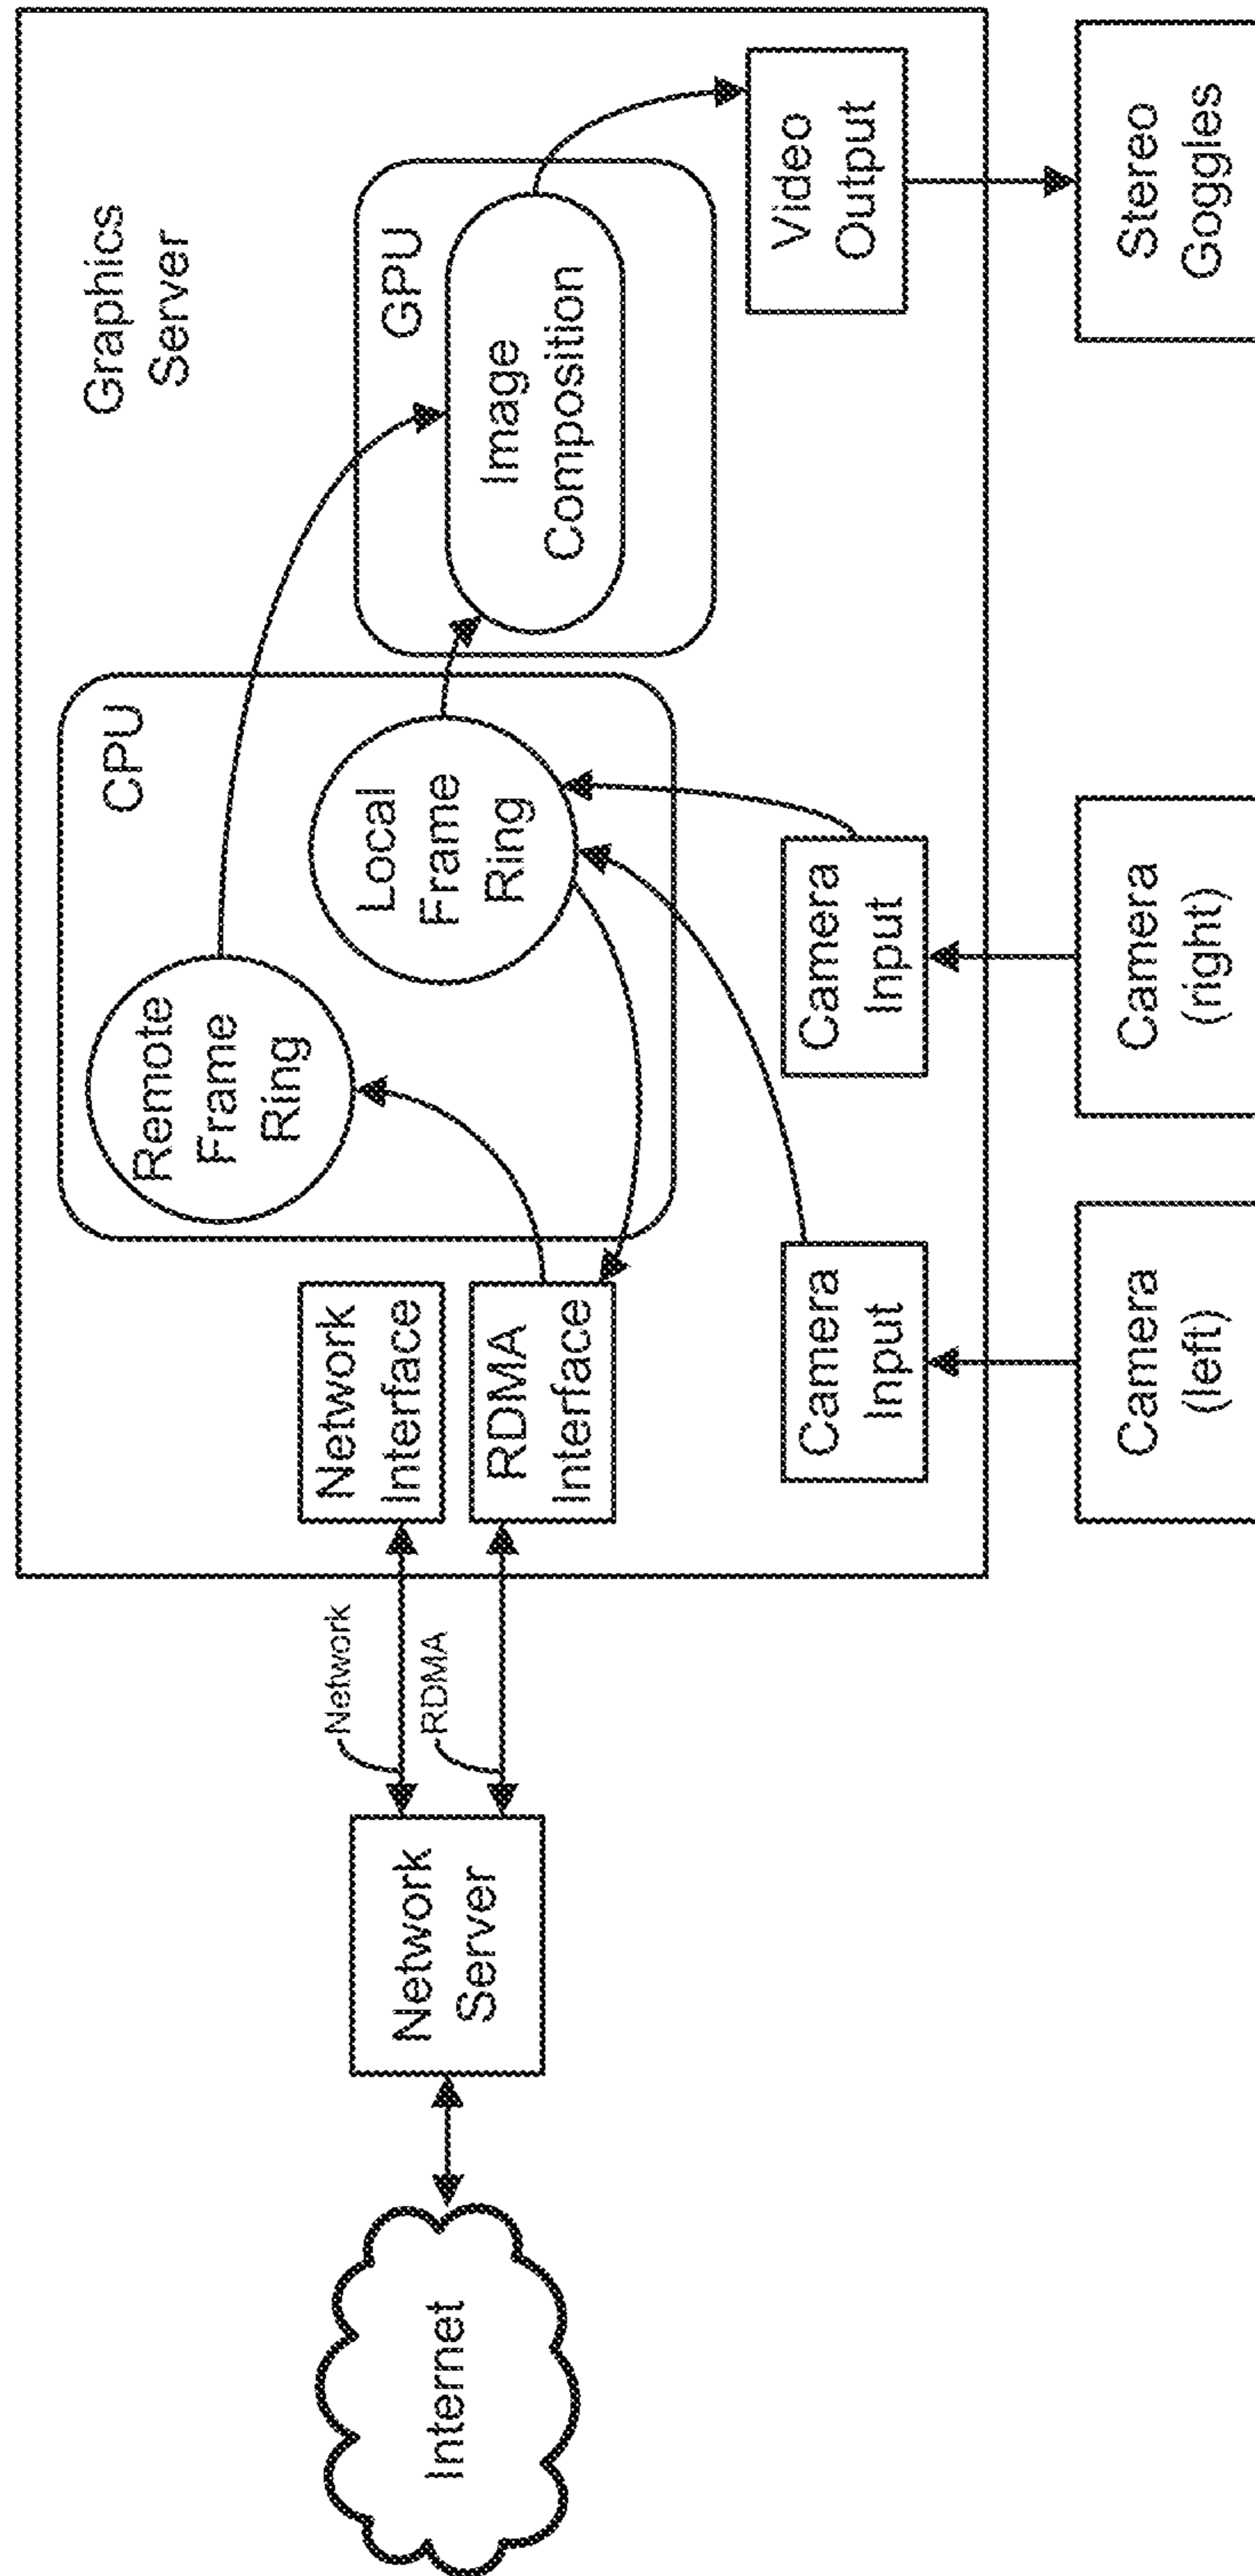 Graphics
Server
CPU
GPU
Remote
Frame
Ring
Local
Frame
Ring
Image
Composition
Network
Interface
RDMA
Interface
Network
RDMA
Network
Server
Internet
Camera
Input
Camera
Input
Video
Output
Camera
(left)
Camera
(right)
Stereo
Goggles